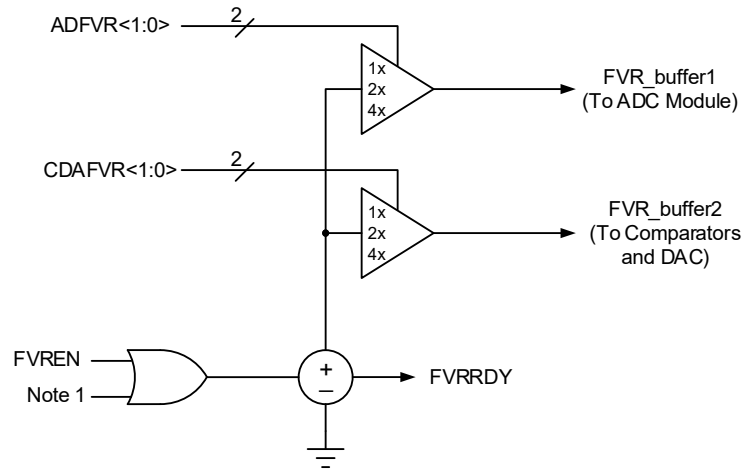 ADFVR<1:0>
2
1x
2x
4x
FVR_buffer1
(To ADC Module)
CDAFVR<1:0>
2
1x
2x
4x
FVR_buffer2
(To Comparators
and DAC)
FVREN
Note 1
+
_
FVRRDY